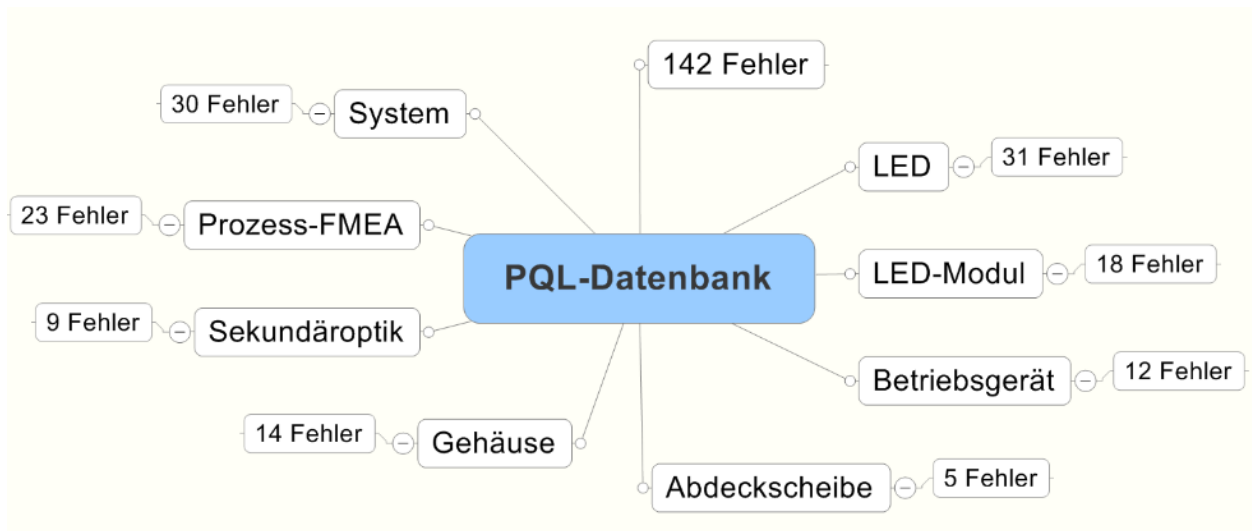 142 Fehler
30 Fehler
System
LED
31 Fehler
23 Fehler
Prozess-FMEA
PQL-Datenbank
LED-Modul
18 Fehler
9 Fehler
Sekundäroptik
Betriebsgerät
12 Fehler
14 Fehler
Gehäuse
Abdeckscheibe
5 Fehler